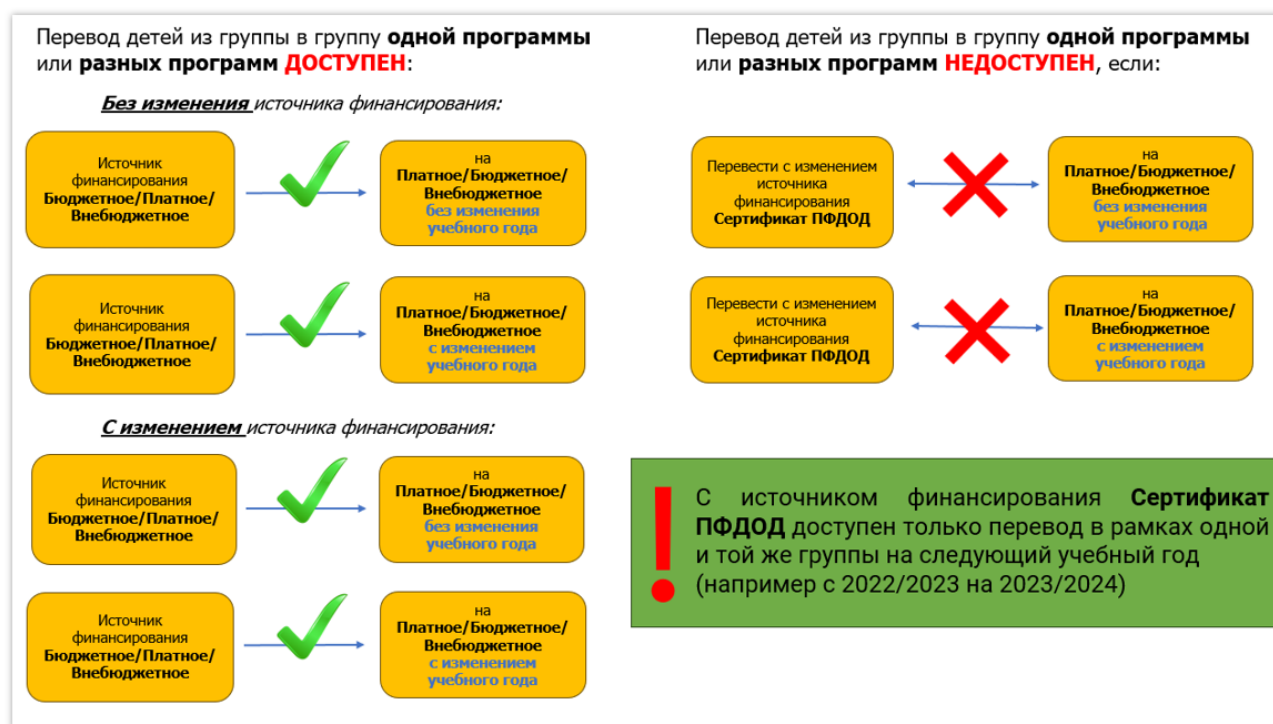 Перевод детей из группы в группу одной программы
или разных программ ДОСТУПЕН:
Без изменения источника финансирования:
Источник
финансирования
Бюджетное/Платное/
Внебюджетное
на
Платное/Бюджетное/
Внебюджетное
без изменения
учебного года
Источник
финансирования
Бюджетное/Платное/
Внебюджетное
на
Платное/Бюджетное/
Внебюджетное
с изменением
учебного года
С изменением источника финансирования:
Источник
финансирования
Бюджетное/Платное/
Внебюджетное
на
Платное/Бюджетное/
Внебюджетное
без изменения
учебного года
Источник
финансирования
Бюджетное/Платное/
Внебюджетное
на
Платное/Бюджетное/
Внебюджетное
с изменением
учебного года
Перевод детей из группы в группу одной программы
или разных программ НЕДОСТУПЕН, если:
Перевести с изменением
источника
финансирования
Сертификат ПФДОД
на
Платное/Бюджетное/
Внебюджетное
без изменения
учебного года
Перевести с изменением
источника
финансирования
Сертификат ПФДОД
на
Платное/Бюджетное/
Внебюджетное
с изменением
учебного года
!
С источником финансирования Сертификат
ПФДОД доступен только перевод в рамках одной
и той же группы на следующий учебный год
(например с 2022/2023 на 2023/2024)